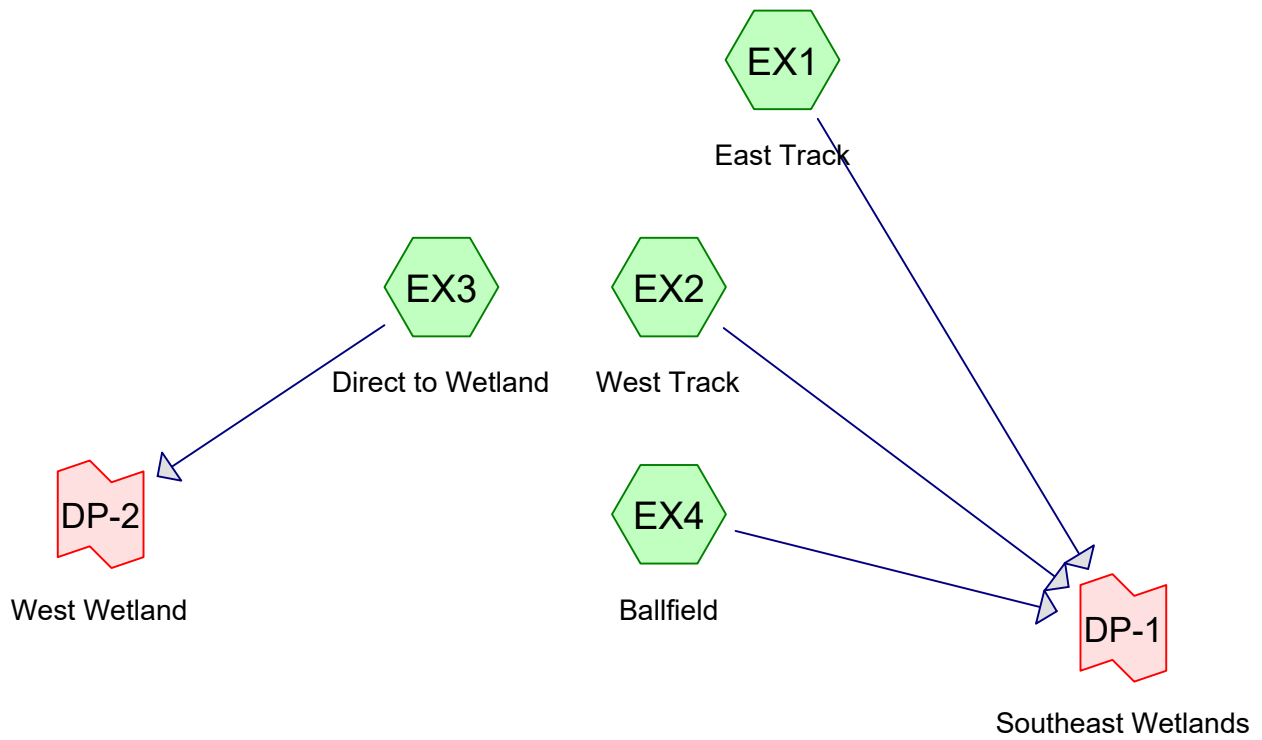 EX1
East Track
EX3
EX2
Direct to Wetland
West Track
DP-2
EX4
West Wetland
Ballfield
DP-1
Southeast Wetlands